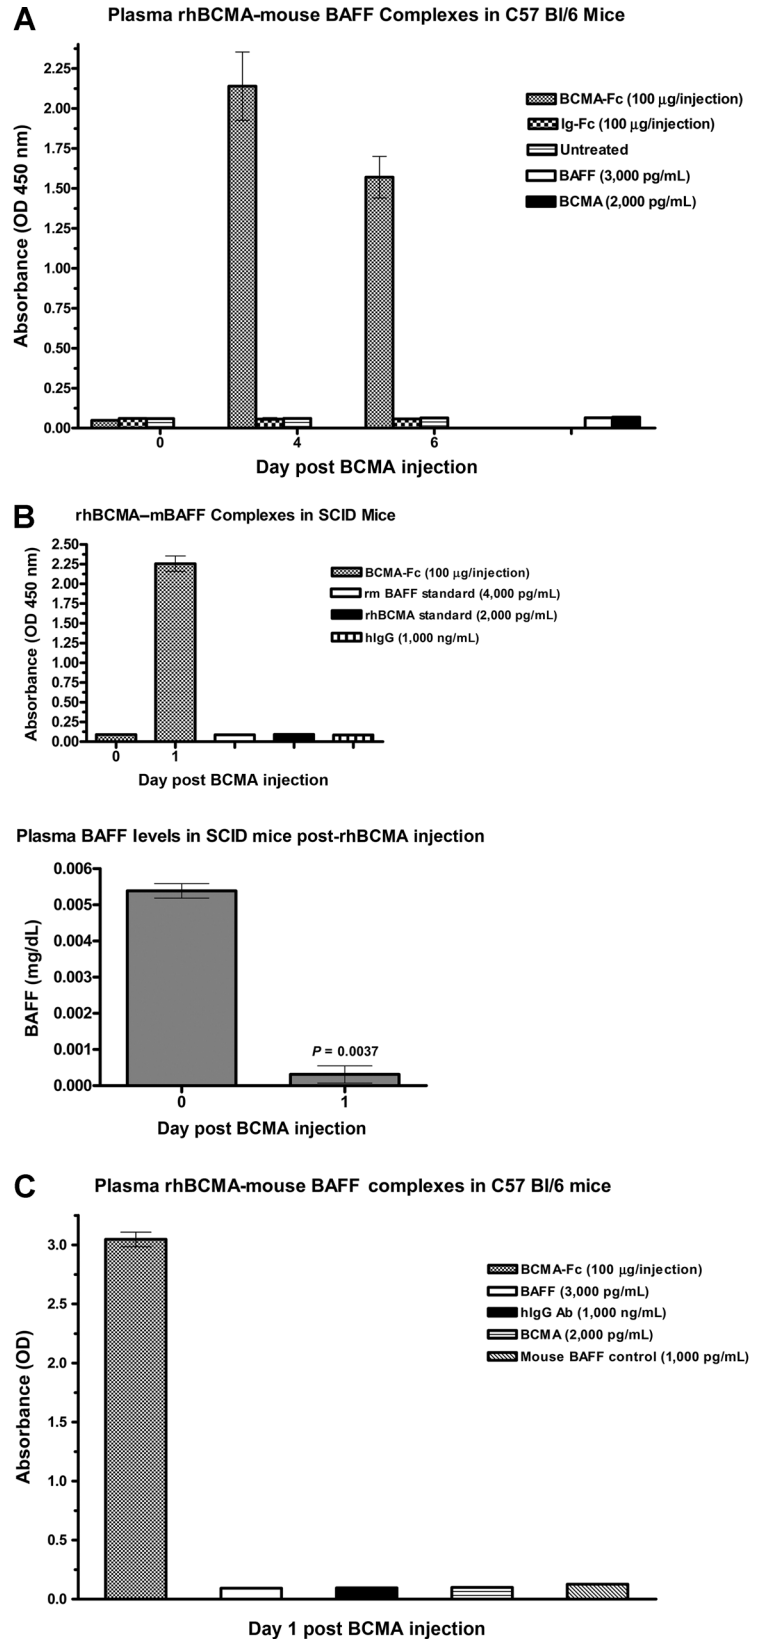 A
Plasma rhBCMA-mouse BAFF Complexes in C57 Bl/6 Mice
Absorbance (OD 450 nm)
2.25
2.00
1.75
1.50
1.25
1.00
0.75
0.50
0.25
0.00
BCMA-Fc (100 μg/injection)
Ig-Fc (100 μg/injection)
Untreated
BAFF (3,000 pg/mL)
BCMA (2,000 pg/mL)
0 4 6
Day post BCMA injection
B
rhBCMA–mBAFF Complexes in SCID Mice
Absorbance (OD 450 nm)
2.50
2.25
2.00
1.75
1.50
1.25
1.00
0.75
0.50
0.25
0.00
BCMA-Fc (100 μg/injection)
rm BAFF standard (4,000 pg/mL)
rhBCMA standard (2,000 pg/mL)
hIgG (1,000 ng/mL)
0 1
Day post BCMA injection
Plasma BAFF levels in SCID mice post-rhBCMA injection
BAFF (mg/dL)
0.006
0.005
0.004
0.003
0.002
0.001
0.000
P = 0.0037
0 1
Day post BCMA injection
C
Plasma rhBCMA-mouse BAFF complexes in C57 Bl/6 mice
Absorbance (OD)
3.0
2.5
2.0
1.5
1.0
0.5
0.0
BCMA-Fc (100 μg/injection)
BAFF (3,000 pg/mL)
hIgG Ab (1,000 ng/mL)
BCMA (2,000 pg/mL)
Mouse BAFF control (1,000 pg/mL)
Day 1 post BCMA injection